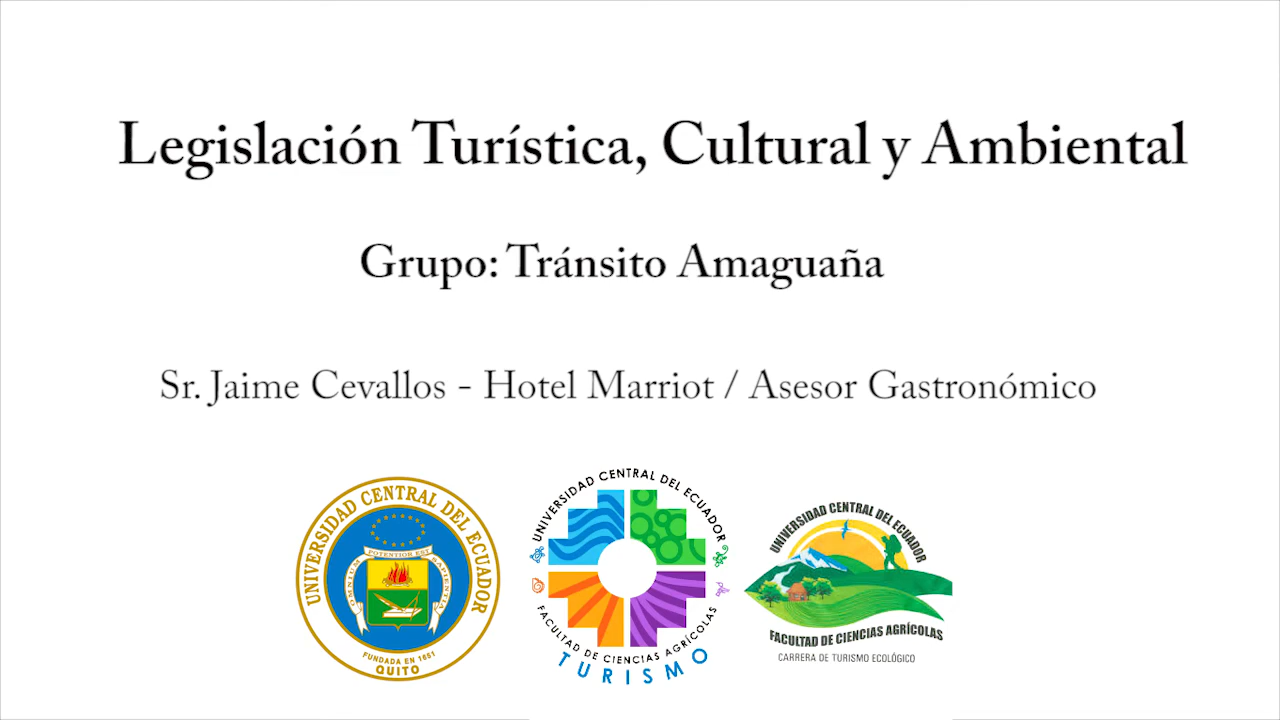 Legislación Turística, Cultural y Ambiental
Grupo: Tránsito Amaguaña
Sr. Jaime Cevallos - Hotel Marriot / Asesor Gastronómico
UNIVERSIDAD CENTRAL DEL ECUADOR
OMNIUM POTENTIOR EST SAPIENTIA
FUNDADA EN 1651
QUITO
UNIVERSIDAD CENTRAL DEL ECUADOR
FACULTAD DE CIENCIAS AGRÍCOLAS
TURISMO
UNIVERSIDAD CENTRAL DEL ECUADOR
FACULTAD DE CIENCIAS AGRÍCOLAS
CARRERA DE TURISMO ECOLÓGICO